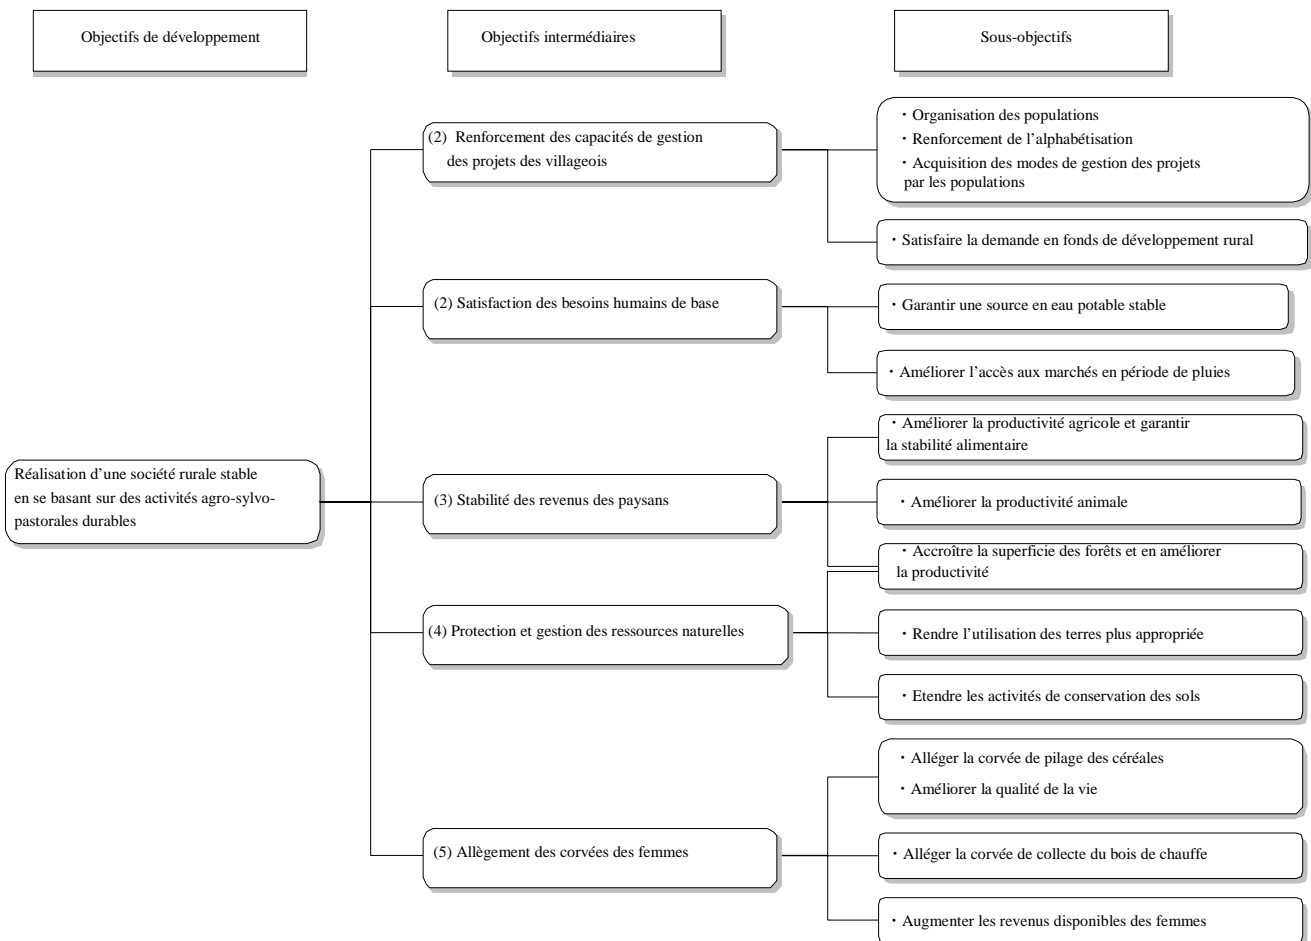 Objectifs de développement
Objectifs intermédiaires
Sous-objectifs
Réalisation d’une société rurale stable
en se basant sur des activités agro-sylvo-
pastorales durables
(2) Renforcement des capacités de gestion
des projets des villageois
・Organisation des populations
・Renforcement de l’alphabétisation
・Acquisition des modes de gestion des projets
par les populations
・Satisfaire la demande en fonds de développement rural
(2) Satisfaction des besoins humains de base
・Garantir une source en eau potable stable
・Améliorer l’accès aux marchés en période de pluies
(3) Stabilité des revenus des paysans
・Améliorer la productivité agricole et garantir
la stabilité alimentaire
・Améliorer la productivité animale
・Accroître la superficie des forêts et en améliorer
la productivité
(4) Protection et gestion des ressources naturelles
・Rendre l’utilisation des terres plus appropriée
・Etendre les activités de conservation des sols
(5) Allègement des corvées des femmes
・Alléger la corvée de pilage des céréales
・Améliorer la qualité de la vie
・Alléger la corvée de collecte du bois de chauffe
・Augmenter les revenus disponibles des femmes